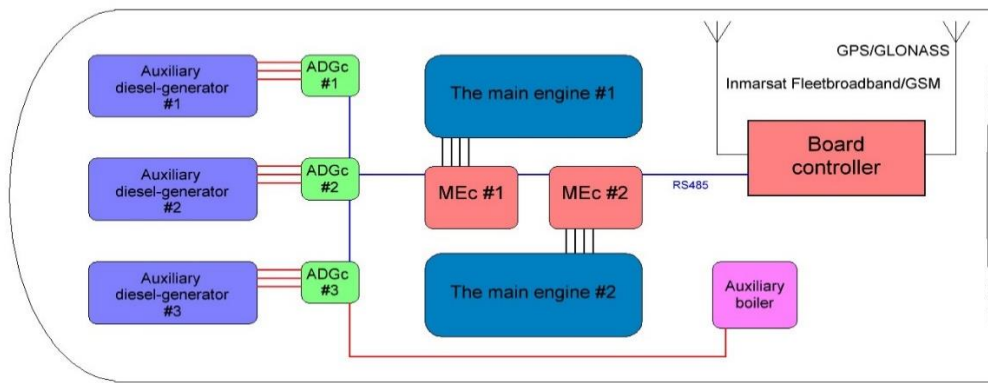 Auxiliary
diesel-generator
#1
ADGc
#1
The main engine #1
GPS/GLONASS
Inmarsat Fleetbroadband/GSM
Board
controller
Auxiliary
diesel-generator
#2
ADGc
#2
MEc #1
MEc #2
RS485
Auxiliary
diesel-generator
#3
ADGc
#3
The main engine #2
Auxiliary
boiler